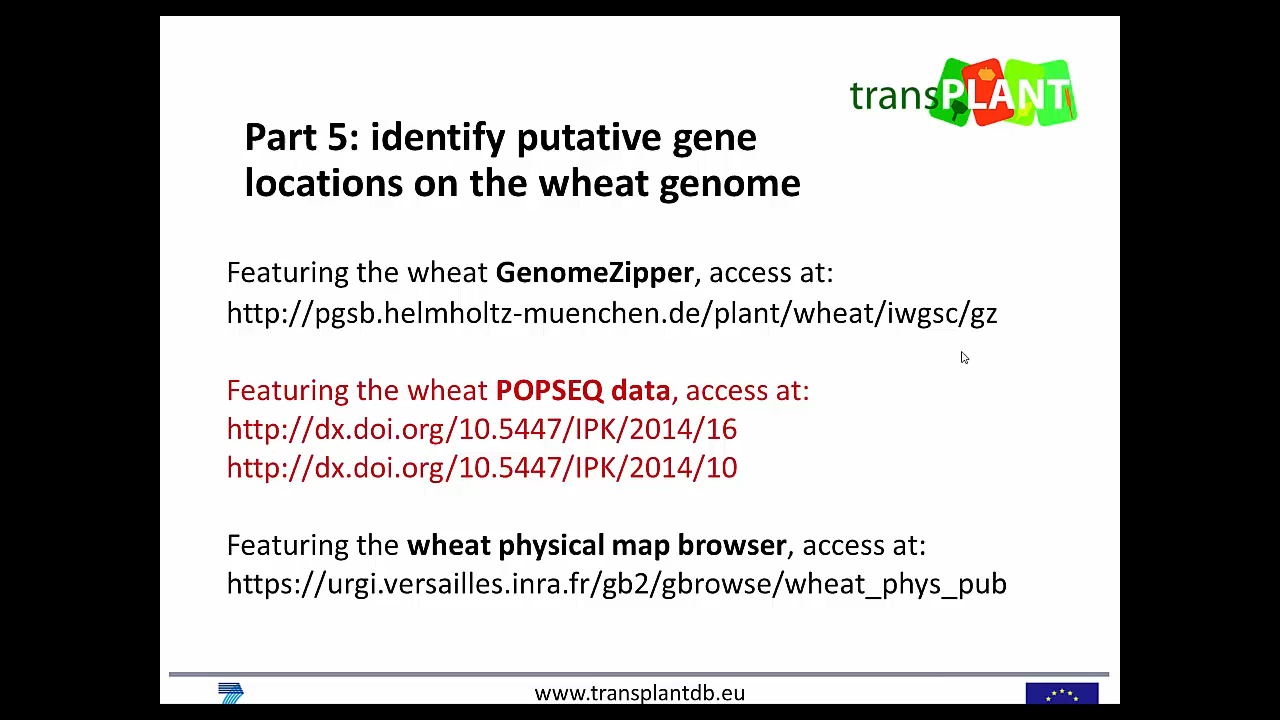 transPLANT
Part 5: identify putative gene
locations on the wheat genome
Featuring the wheat GenomeZipper, access at:
http://pgsb.helmholtz-muenchen.de/plant/wheat/iwgsc/gz
Featuring the wheat POPSEQ data, access at:
http://dx.doi.org/10.5447/IPK/2014/16
http://dx.doi.org/10.5447/IPK/2014/10
Featuring the wheat physical map browser, access at:
https://urgi.versailles.inra.fr/gb2/gbrowse/wheat_phys_pub
www.transplantdb.eu